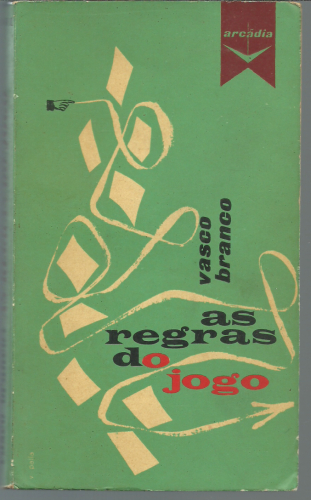 arcádia
vasco
branco
as
regras
do
jogo